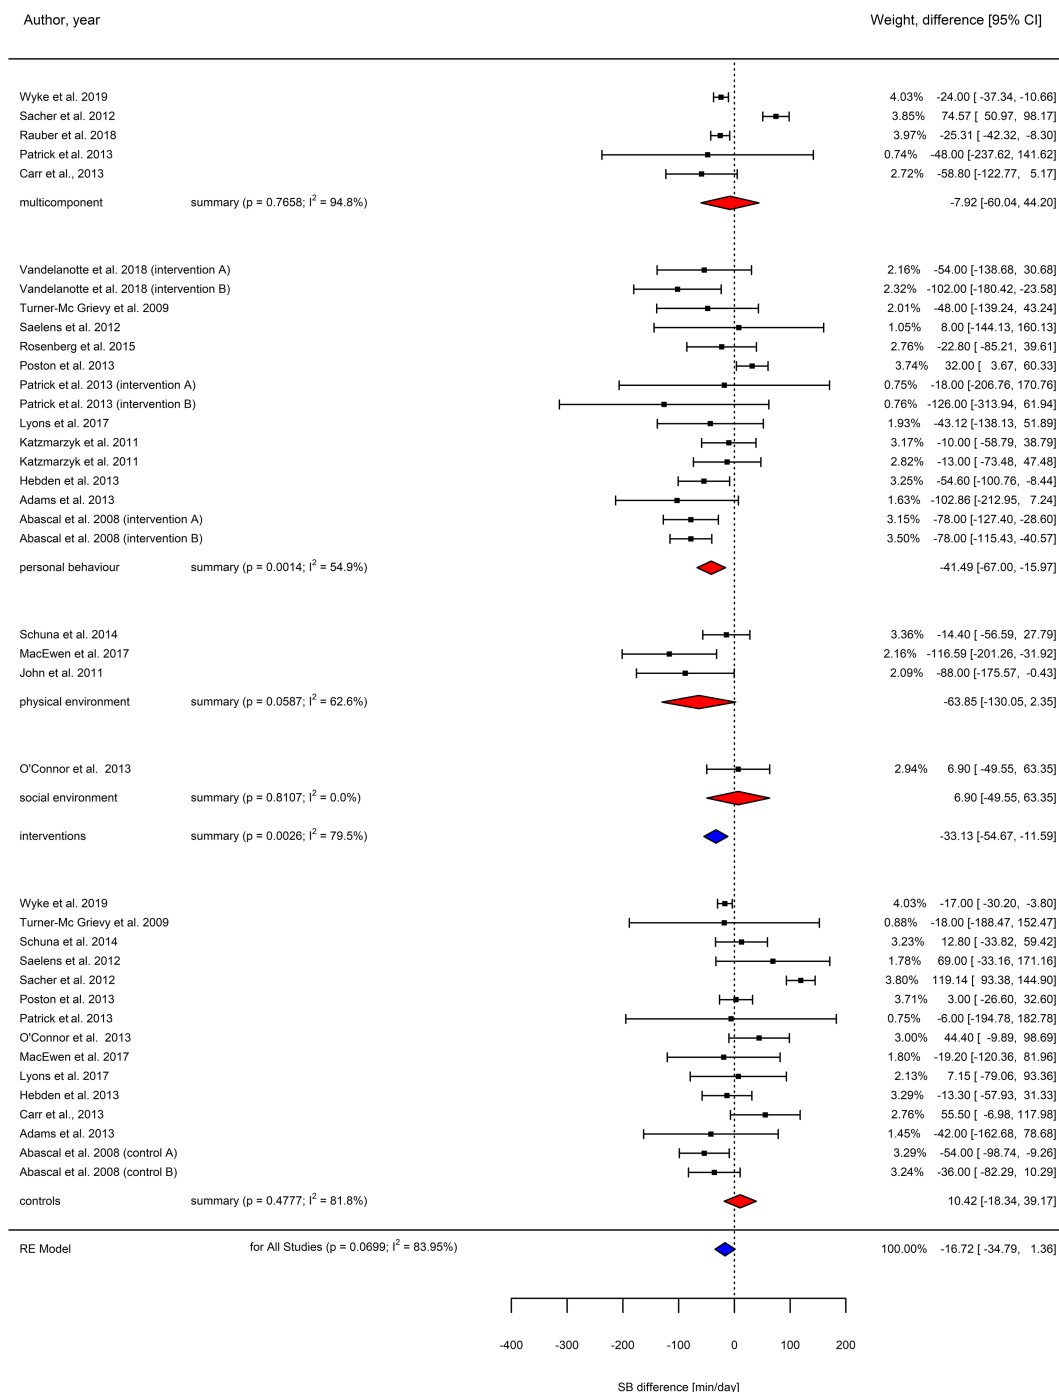 Author, year Weight, difference [95% CI]
Wyke et al. 2019 4.03% -24.00 [ -37.34, -10.66]
Sacher et al. 2012 3.85% 74.57 [ 50.97, 98.17]
Rauber et al. 2018 3.97% -25.31 [ -42.32, -8.30]
Patrick et al. 2013 0.74% -48.00 [-237.62, 141.62]
Carr et al., 2013 2.72% -58.80 [-122.77, 5.17]
multicomponent summary (p = 0.7658; I² = 94.8%) -7.92 [-60.04, 44.20]
Vandelanotte et al. 2018 (intervention A) 2.16% -54.00 [-138.68, 30.68]
Vandelanotte et al. 2018 (intervention B) 2.32% -102.00 [-180.42, -23.58]
Turner-Mc Grievy et al. 2009 2.01% -48.00 [-139.24, 43.24]
Saelens et al. 2012 1.05% 8.00 [-144.13, 160.13]
Rosenberg et al. 2015 2.76% -22.80 [ -85.21, 39.61]
Poston et al. 2013 3.74% 32.00 [ 3.67, 60.33]
Patrick et al. 2013 (intervention A) 0.75% -18.00 [-206.76, 170.76]
Patrick et al. 2013 (intervention B) 0.76% -126.00 [-313.94, 61.94]
Lyons et al. 2017 1.93% -43.12 [-138.13, 51.89]
Katzmarzyk et al. 2011 3.17% -10.00 [ -58.79, 38.79]
Katzmarzyk et al. 2011 2.82% -13.00 [ -73.48, 47.48]
Hebden et al. 2013 3.25% -54.60 [-100.76, -8.44]
Adams et al. 2013 1.63% -102.86 [-212.95, 7.24]
Abascal et al. 2008 (intervention A) 3.15% -78.00 [-127.40, -28.60]
Abascal et al. 2008 (intervention B) 3.50% -78.00 [-115.43, -40.57]
personal behaviour summary (p = 0.0014; I² = 54.9%) -41.49 [-67.00, -15.97]
Schuna et al. 2014 3.36% -14.40 [ -56.59, 27.79]
MacEwen et al. 2017 2.16% -116.59 [-201.26, -31.92]
John et al. 2011 2.09% -88.00 [-175.57, -0.43]
physical environment summary (p = 0.0587; I² = 62.6%) -63.85 [-130.05, 2.35]
O'Connor et al. 2013 2.94% 6.90 [ -49.55, 63.35]
social environment summary (p = 0.8107; I² = 0.0%) 6.90 [-49.55, 63.35]
interventions summary (p = 0.0026; I² = 79.5%) -33.13 [-54.67, -11.59]
Wyke et al. 2019 4.03% -17.00 [ -30.20, -3.80]
Turner-Mc Grievy et al. 2009 0.88% -18.00 [-188.47, 152.47]
Schuna et al. 2014 3.23% 12.80 [ -33.82, 59.42]
Saelens et al. 2012 1.78% 69.00 [ -33.16, 171.16]
Sacher et al. 2012 3.80% 119.14 [ 93.38, 144.90]
Poston et al. 2013 3.71% 3.00 [ -26.60, 32.60]
Patrick et al. 2013 0.75% -6.00 [-194.78, 182.78]
O'Connor et al. 2013 3.00% 44.40 [ -9.89, 98.69]
MacEwen et al. 2017 1.80% -19.20 [-120.36, 81.96]
Lyons et al. 2017 2.13% 7.15 [ -79.06, 93.36]
Hebden et al. 2013 3.29% -13.30 [ -57.93, 31.33]
Carr et al., 2013 2.76% 55.50 [ -6.98, 117.98]
Adams et al. 2013 1.45% -42.00 [-162.68, 78.68]
Abascal et al. 2008 (control A) 3.29% -54.00 [ -98.74, -9.26]
Abascal et al. 2008 (control B) 3.24% -36.00 [ -82.29, 10.29]
controls summary (p = 0.4777; I² = 81.8%) 10.42 [-18.34, 39.17]
RE Model for All Studies (p = 0.0699; I² = 83.95%) 100.00% -16.72 [ -34.79, 1.36]
-400 -300 -200 -100 0 100 200
SB difference [min/day]